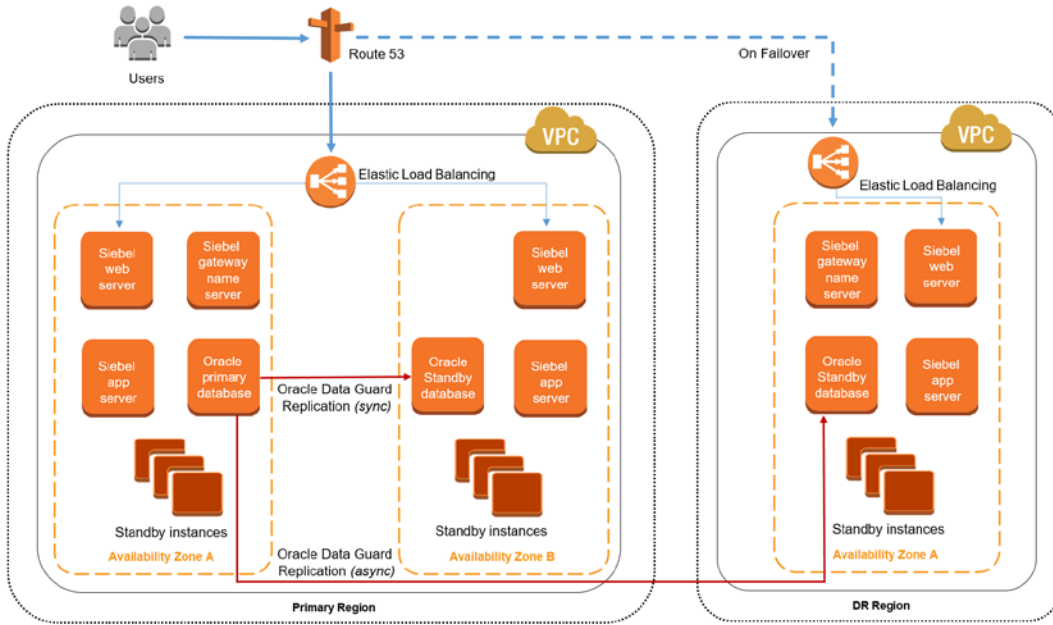 Users
Route 53
On Failover
VPC
VPC
Elastic Load Balancing
Elastic Load Balancing
Siebel
web
server
Siebel
gateway
name
server
Siebel
web
server
Siebel
gateway
name
server
Siebel
web
server
Siebel
app
server
Oracle
primary
database
Oracle Data Guard
Replication (sync)
Oracle
Standby
database
Siebel
app
server
Oracle
Standby
database
Siebel
app
server
Standby instances
Standby instances
Standby instances
Availability Zone A
Oracle Data Guard
Replication (async)
Availability Zone B
Availability Zone A
Primary Region
DR Region